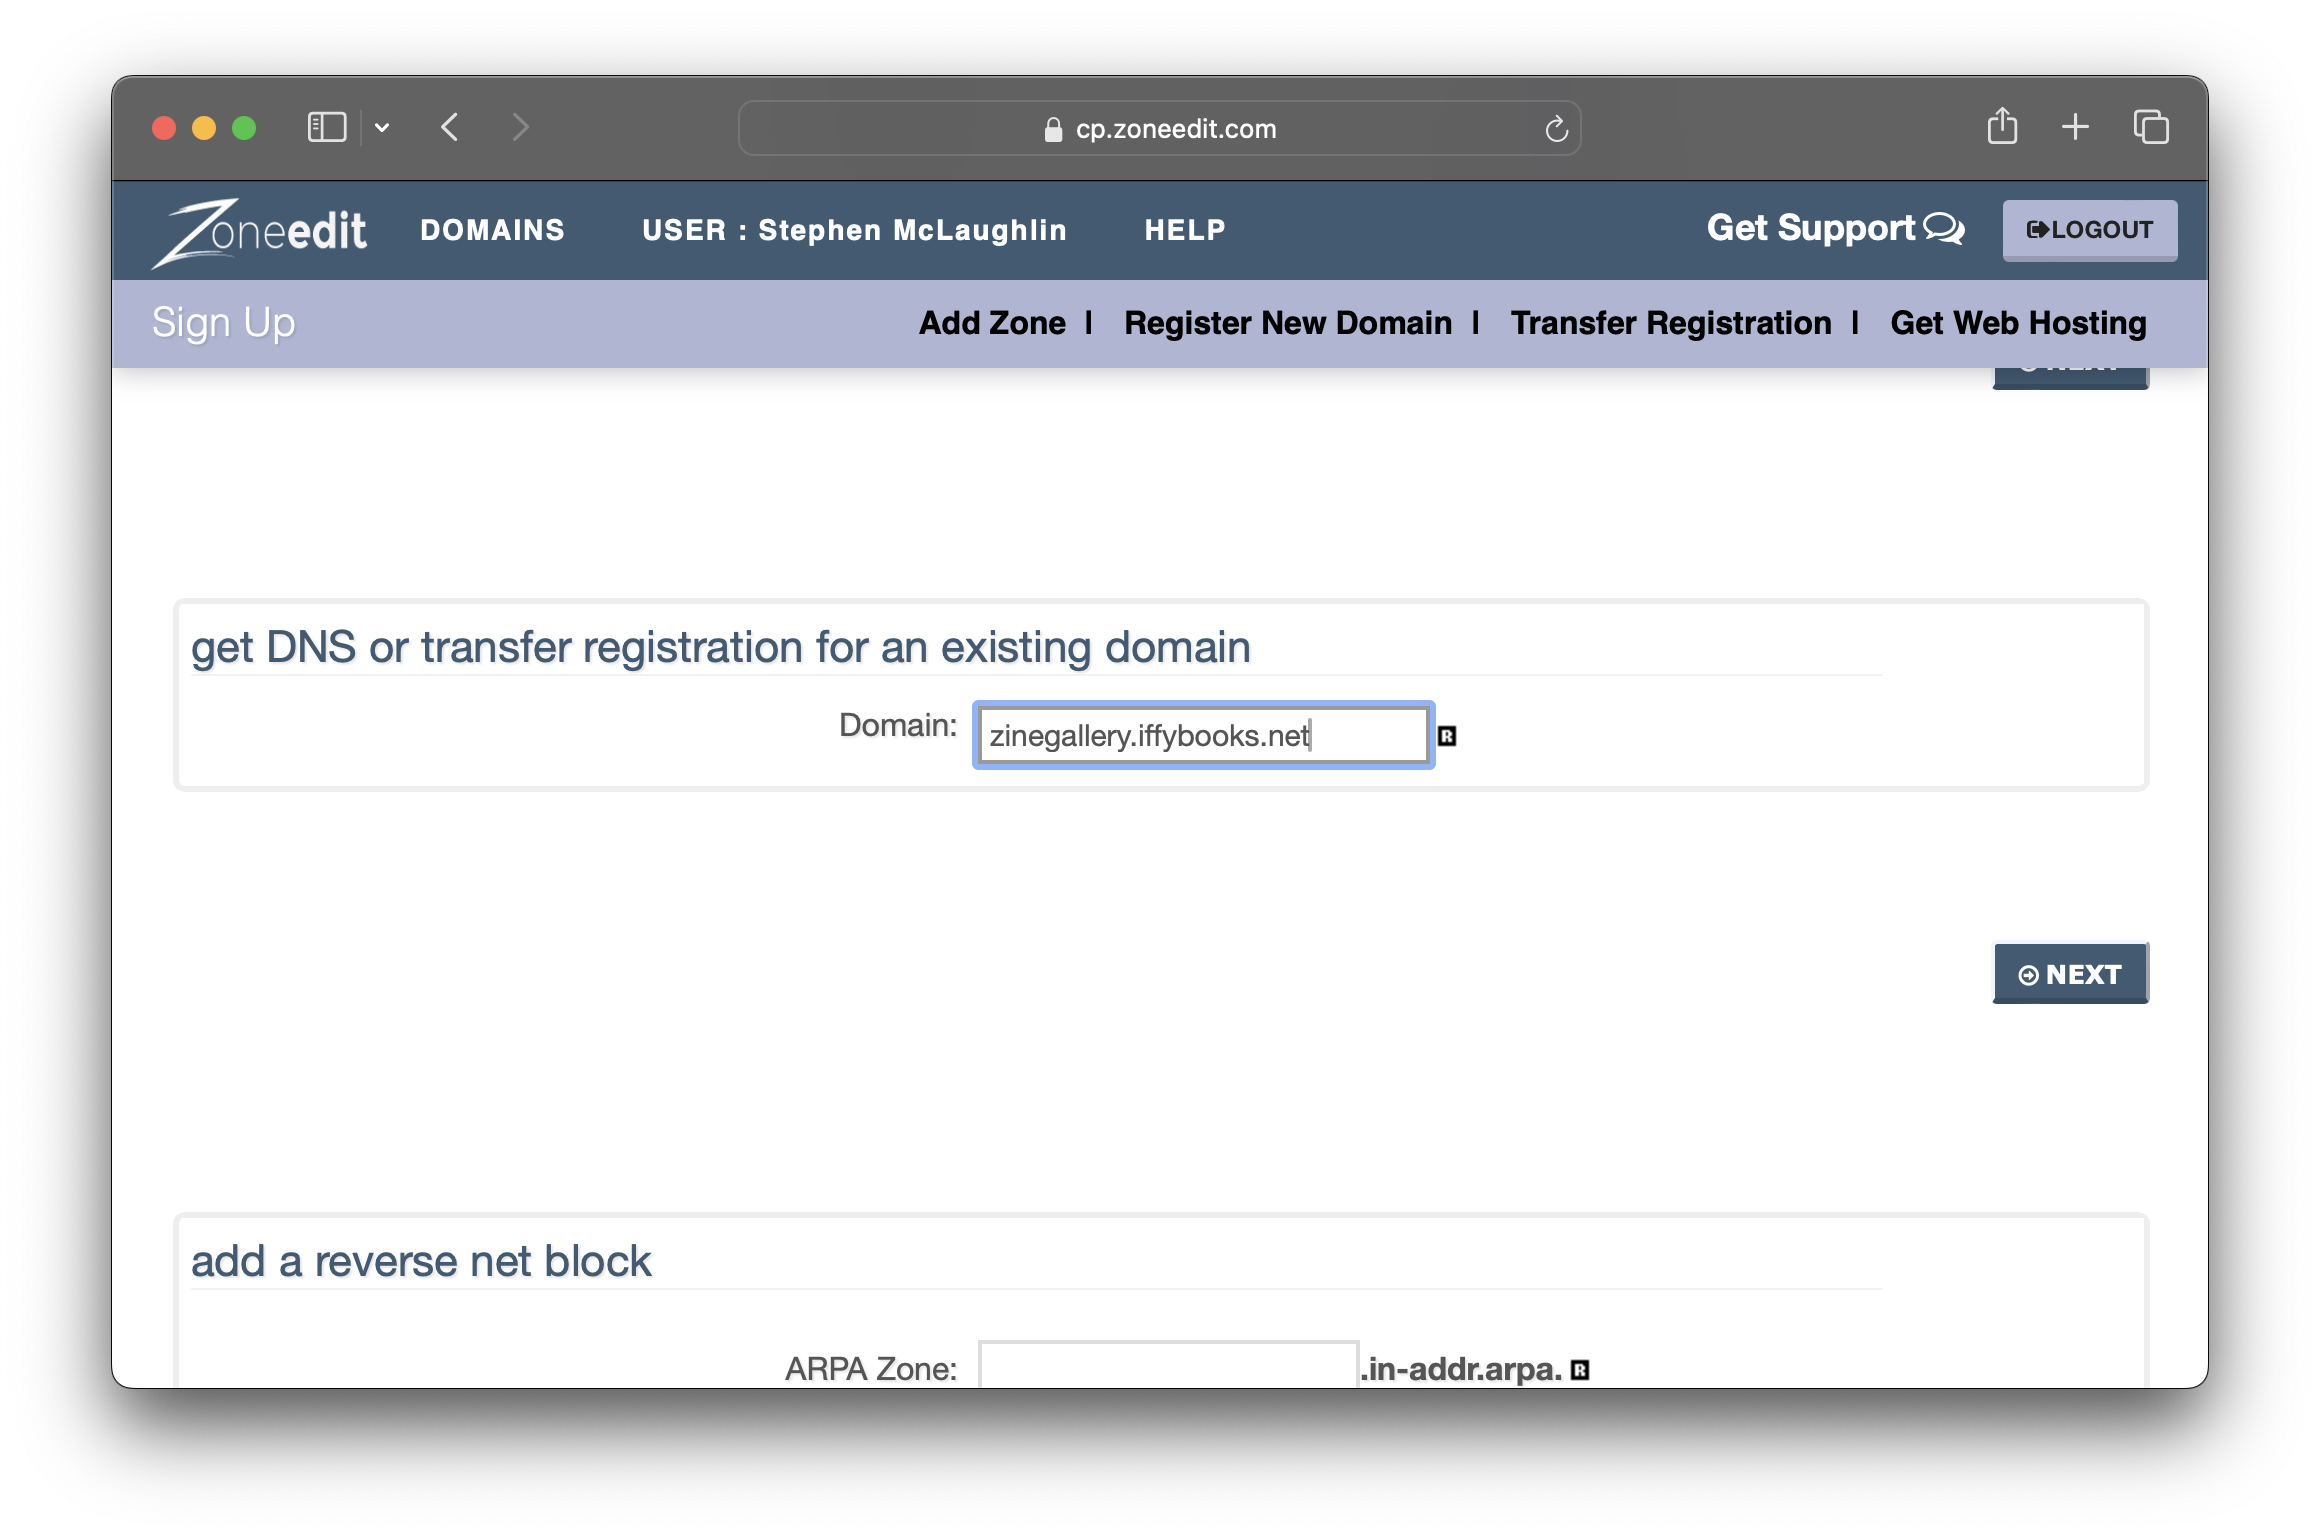 cp.zoneedit.com
Zoneedit DOMAINS USER : Stephen McLaughlin HELP Get Support LOGOUT
Sign Up Add Zone | Register New Domain | Transfer Registration | Get Web Hosting
NEXT
get DNS or transfer registration for an existing domain
Domain: zinegallery.iffybooks.net R
NEXT
add a reverse net block
ARPA Zone: .in-addr.arpa. R